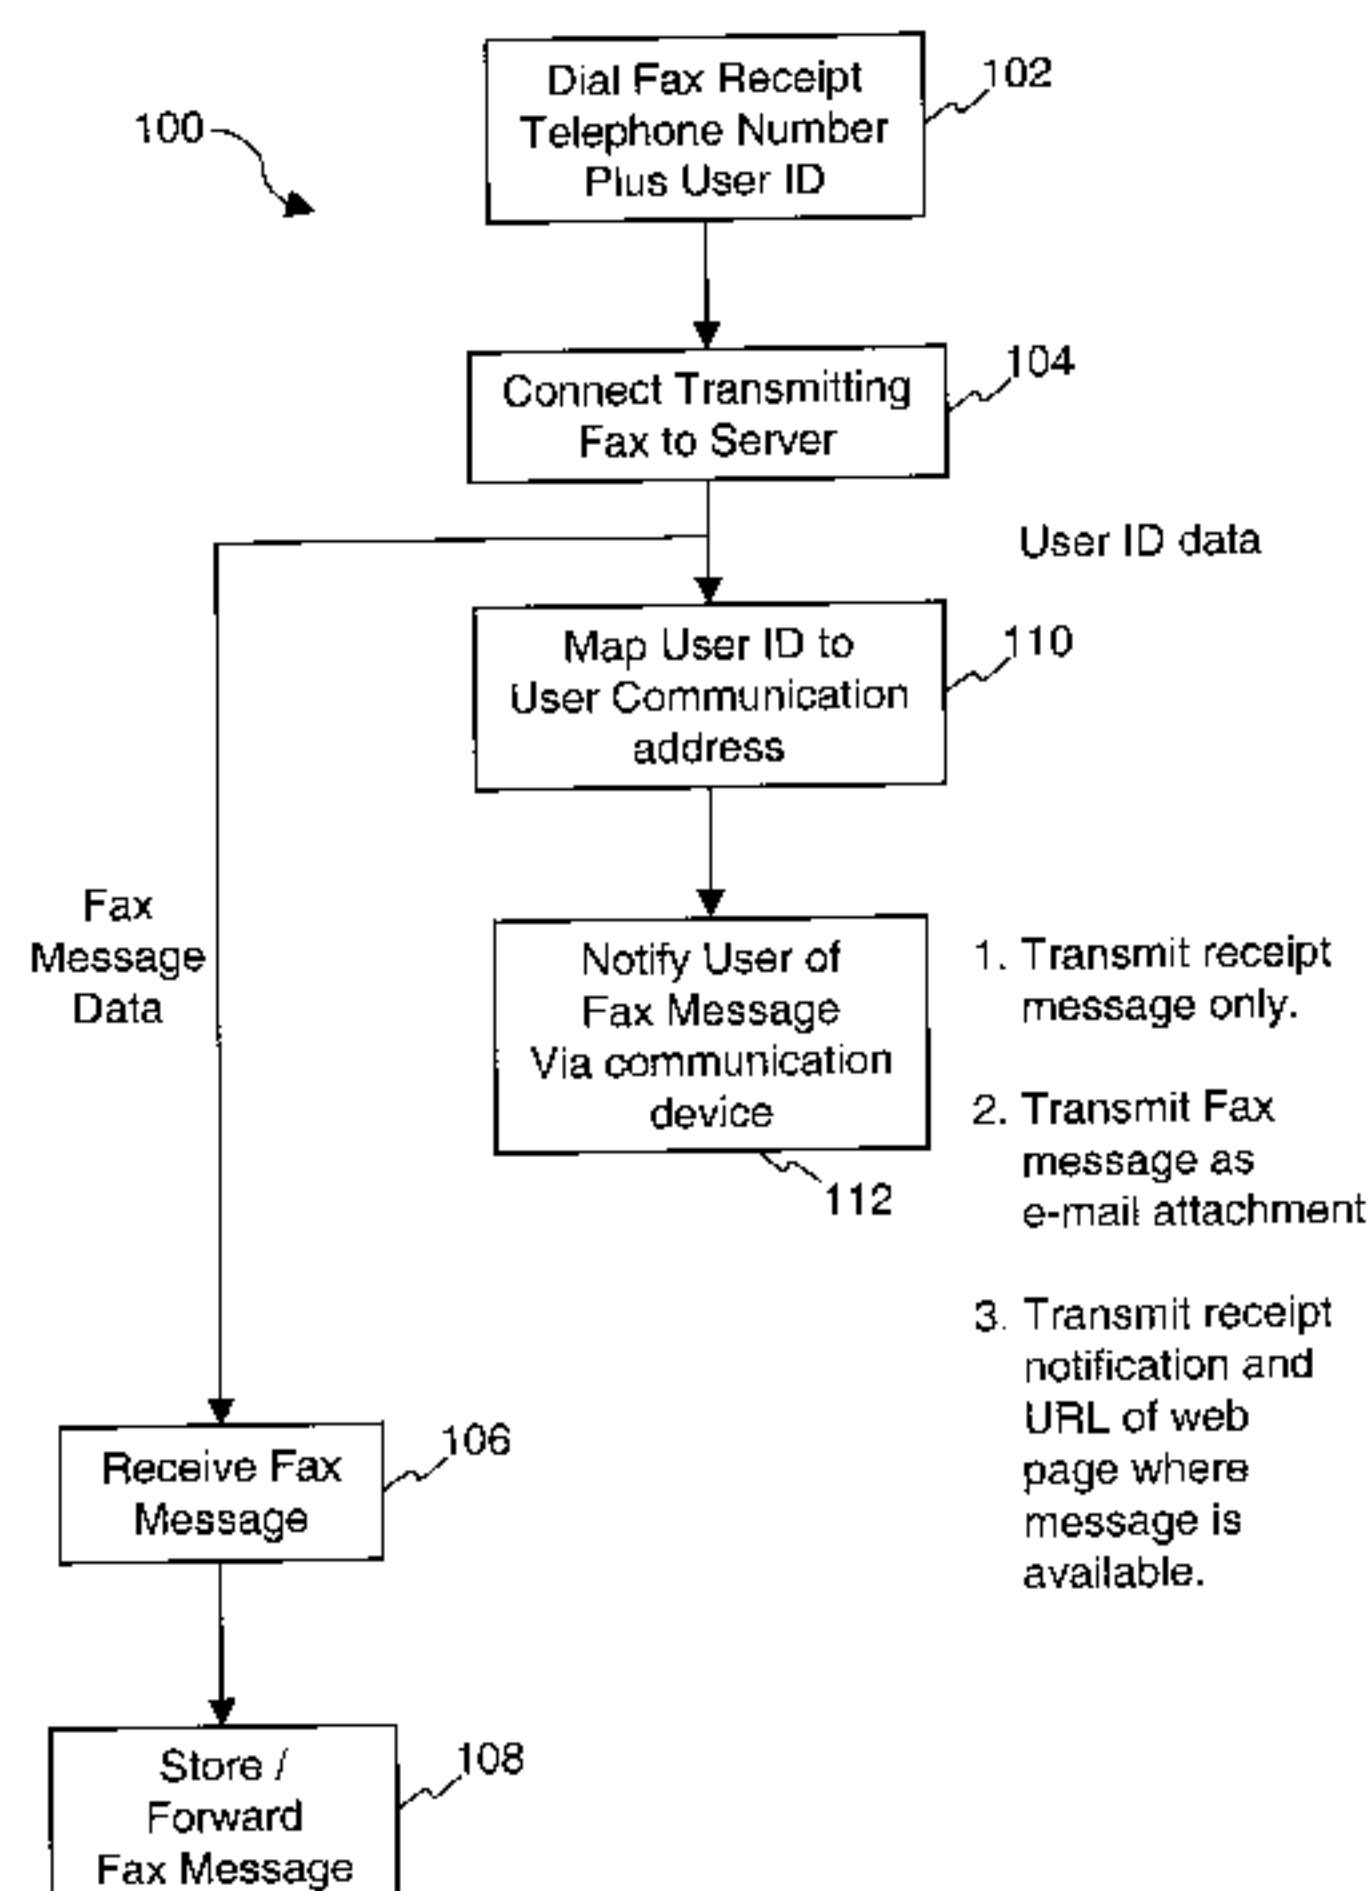 Dial Fax Receipt
Telephone Number
Plus User ID
102
100
Connect Transmitting
Fax to Server
104
User ID data
Map User ID to
User Communication
address
110
Fax
Message
Data
Notify User of
Fax Message
Via communication
device
112
1. Transmit receipt
message only.
2. Transmit Fax
message as
e-mail attachment
3. Transmit receipt
notification and
URL of web
page where
message is
available.
Receive Fax
Message
106
Store /
Forward
Fax Message
108